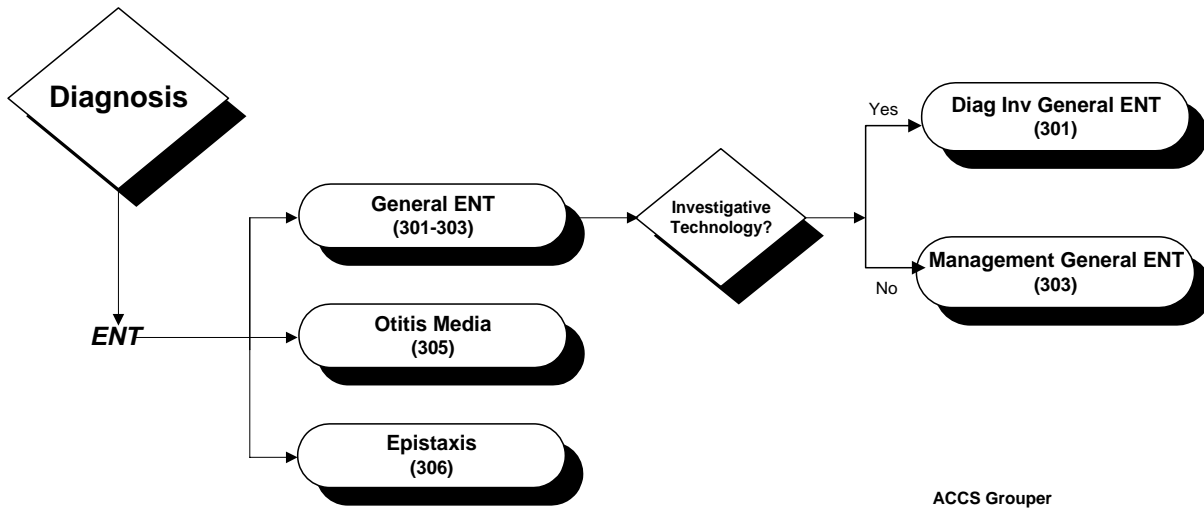 Diagnosis
ENT
General ENT
(301-303)
Otitis Media
(305)
Epistaxis
(306)
Investigative
Technology?
Yes
No
Diag Inv General ENT
(301)
Management General ENT
(303)
ACCS Grouper